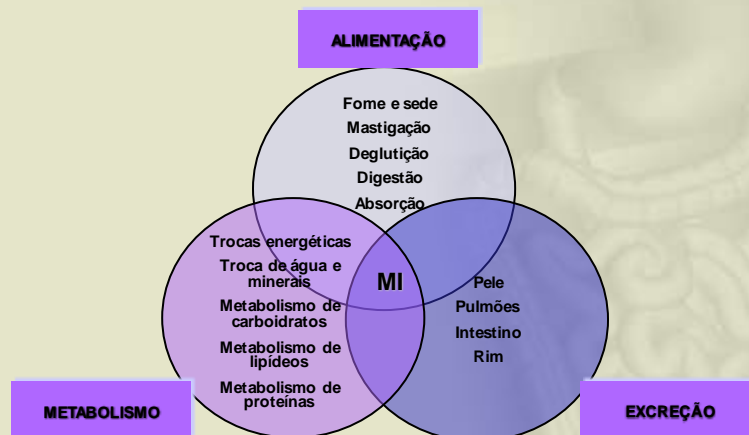 ALIMENTAÇÃO
Fome e sede
Mastigação
Deglutição
Digestão
Absorção
Trocas energéticas
Troca de água e
minerais
Metabolismo de
carboidratos
Metabolismo de
lipídeos
Metabolismo de
proteínas
MI
Pele
Pulmões
Intestino
Rim
METABOLISMO
EXCREÇÃO